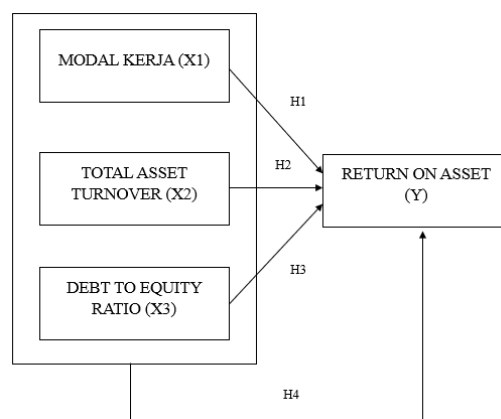 MODAL KERJA (X1)
H1
H2
TOTAL ASSET
TURNOVER (X2)
RETURN ON ASSET
(Y)
H3
DEBT TO EQUITY
RATIO (X3)
H4